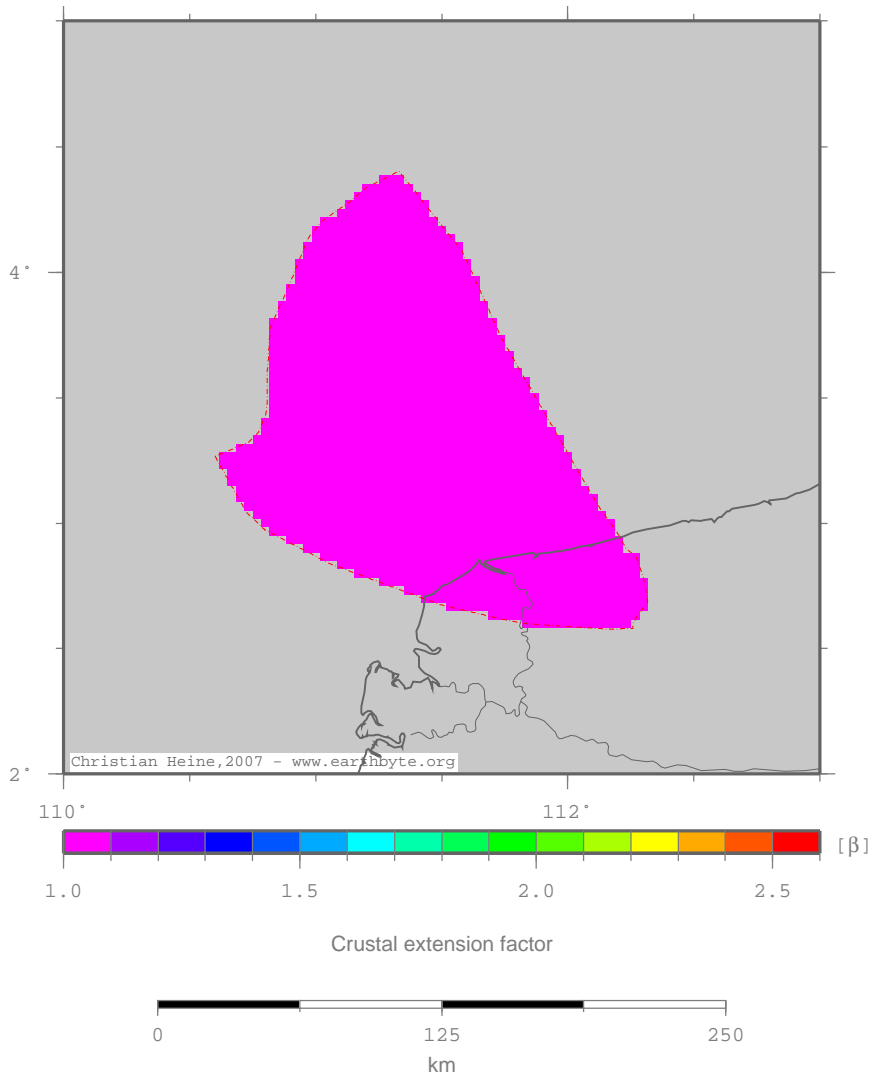 4°
2°
Christian Heine,2007 - www.earthbyte.org
110° 112°
[β]
1.0 1.5 2.0 2.5
Crustal extension factor
0 125 250
km